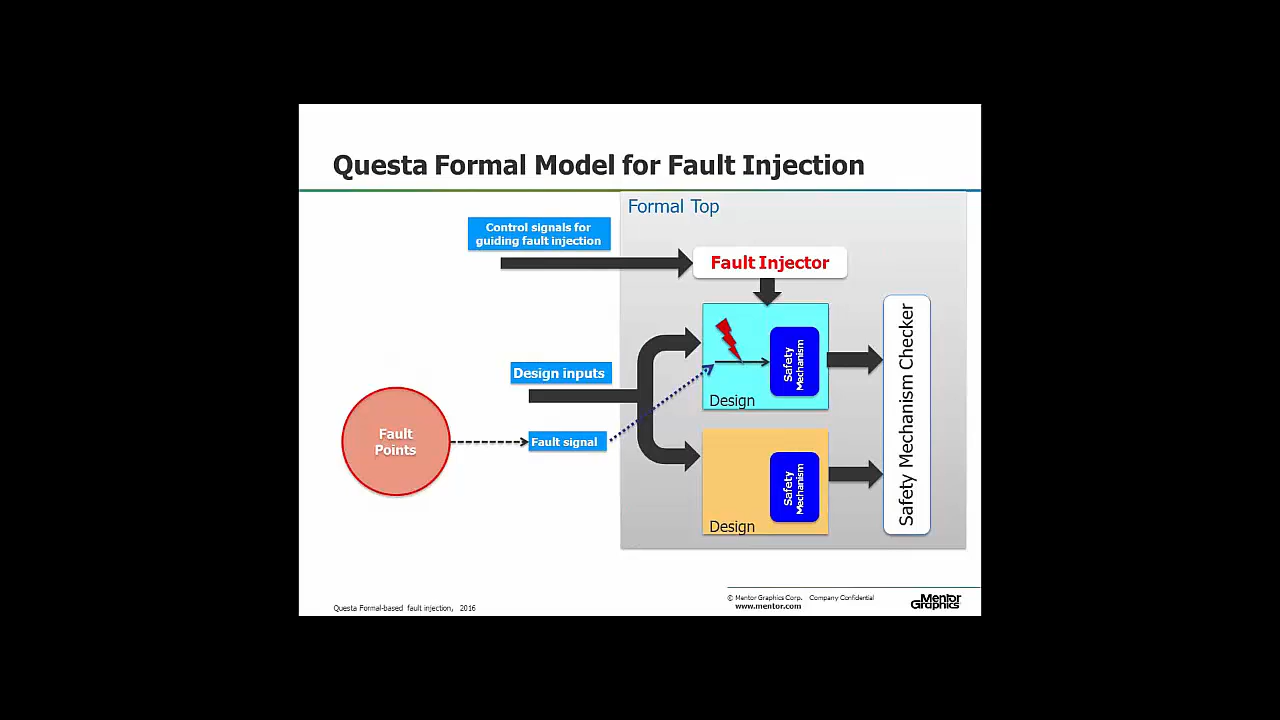 Questa Formal Model for Fault Injection
Formal Top
Control signals for
guiding fault injection
Fault Injector
Safety
Mechanism
Design
Design inputs
Fault
Points
Fault signal
Safety
Mechanism
Design
Safety Mechanism Checker
Questa Formal-based fault injection, 2016
© Mentor Graphics Corp. Company Confidential
www.mentor.com
Mentor
Graphics